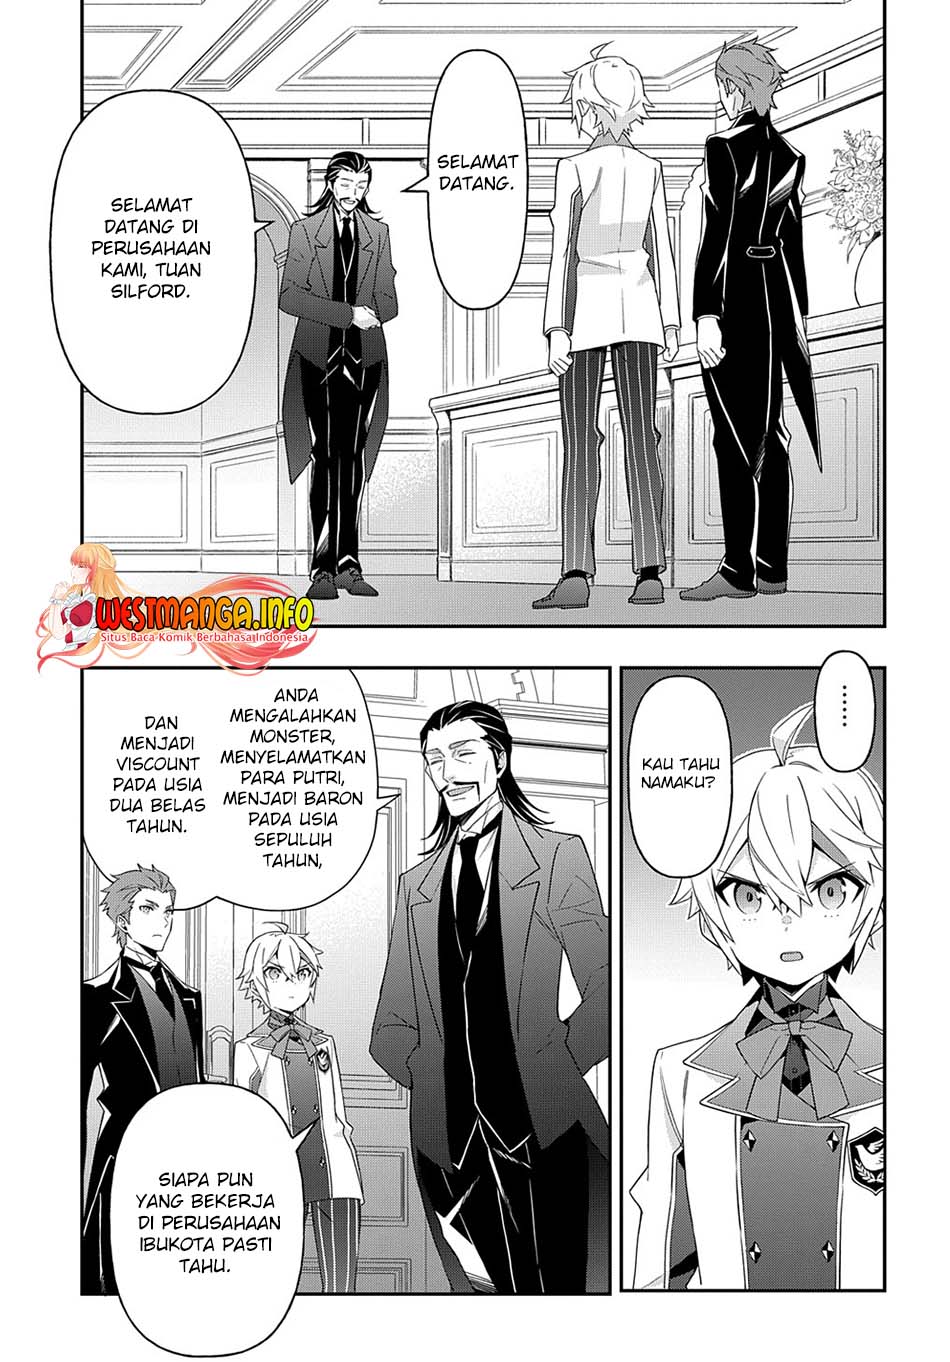 SELAMAT
DATANG.
SELAMAT
DATANG DI
PERUSAHAAN
KAMI, TUAN
SILFORD.
WESTMANGA.INFO
Situs Baca Komik Berbahasa Indonesia
........
KAU TAHU
NAMAKU?
ANDA
MENGALAHKAN
MONSTER,
MENYELAMATKAN
PARA PUTRI,
MENJADI BARON
PADA USIA
SEPULUH
TAHUN,
DAN
MENJADI
VISCOUNT
PADA USIA
DUA BELAS
TAHUN.
SIAPA PUN
YANG BEKERJA
DI PERUSAHAAN
IBUKOTA PASTI
TAHU.